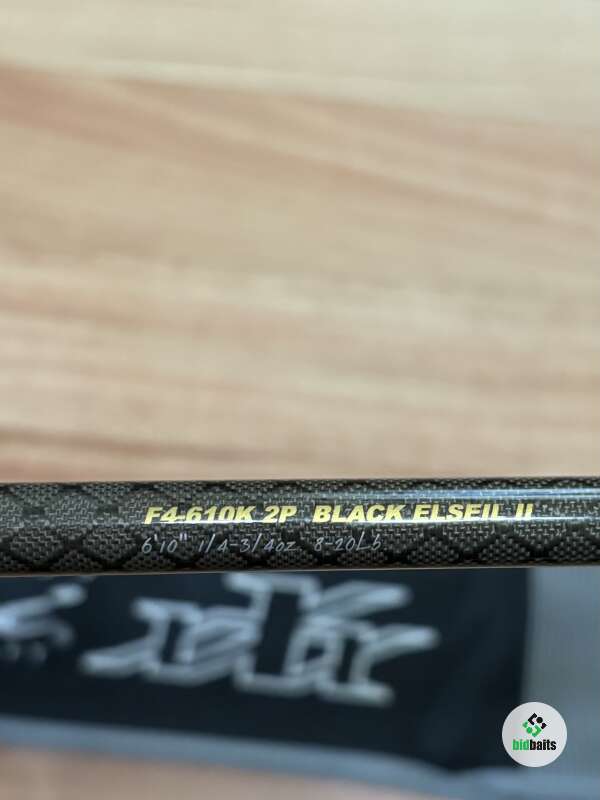 F4-610K 2P BLACK ELSEIL II
6'10" 1/4-3/4oz 8-20Lb
bidbaits